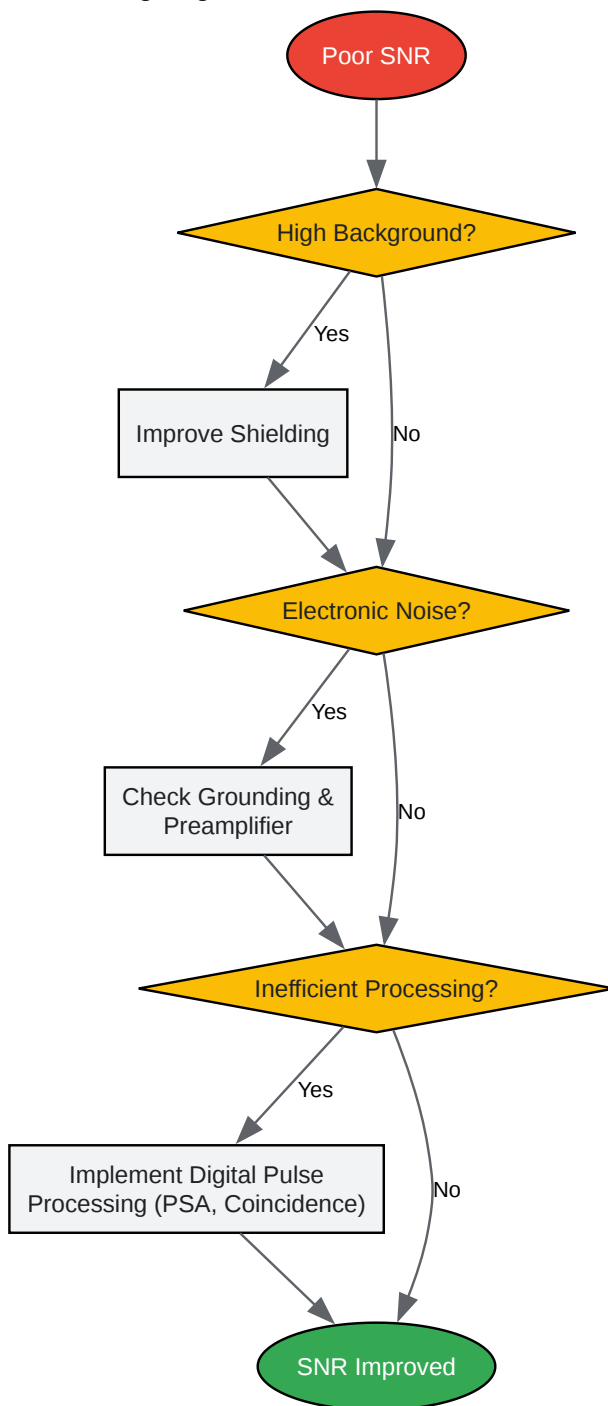 Poor SNR
High Background?
Yes
Improve Shielding
No
Electronic Noise?
Yes
Check Grounding &
Preamplifier
No
Inefficient Processing?
Yes
Implement Digital Pulse
Processing (PSA, Coincidence)
No
SNR Improved